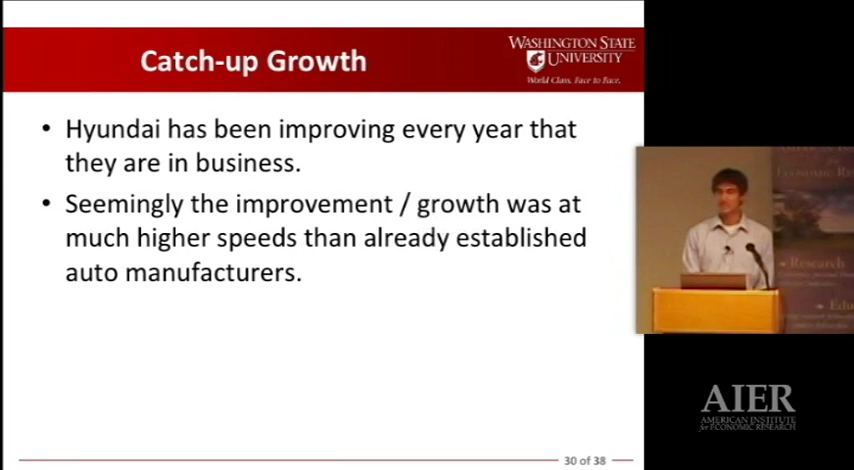 Catch-up Growth
WASHINGTON STATE
UNIVERSITY
World Class. Face to Face.
• Hyundai has been improving every year that
they are in business.
• Seemingly the improvement / growth was at
much higher speeds than already established
auto manufacturers.
Research
30 of 38
AIER
AMERICAN INSTITUTE
for ECONOMIC RESEARCH